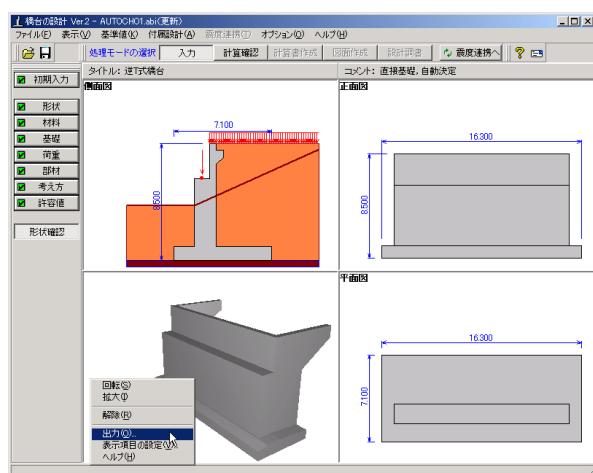 橋台の設計 Ver.2 - AUTOCH01.abi(更新)
ファイル(F) 表示(V) 基準値(K) 付属設計(A) 震度連携(T) オプション(O) ヘルプ(H)
処理モードの選択 入力 計算確認 計算書作成 図面作成 設計調書 震度連携へ
タイトル: 逆T式橋台 コメント: 直接基礎, 自動決定
初期入力
形状
材料
基礎
荷重
部材
考え方
許容値
形状確認
側面図
7.100
8.500
正面図
16.300
8.500
回転(S)
拡大(I)
解除(R)
出力(O)...
表示項目の設定(V)...
ヘルプ(H)
平面図
16.300
7.100